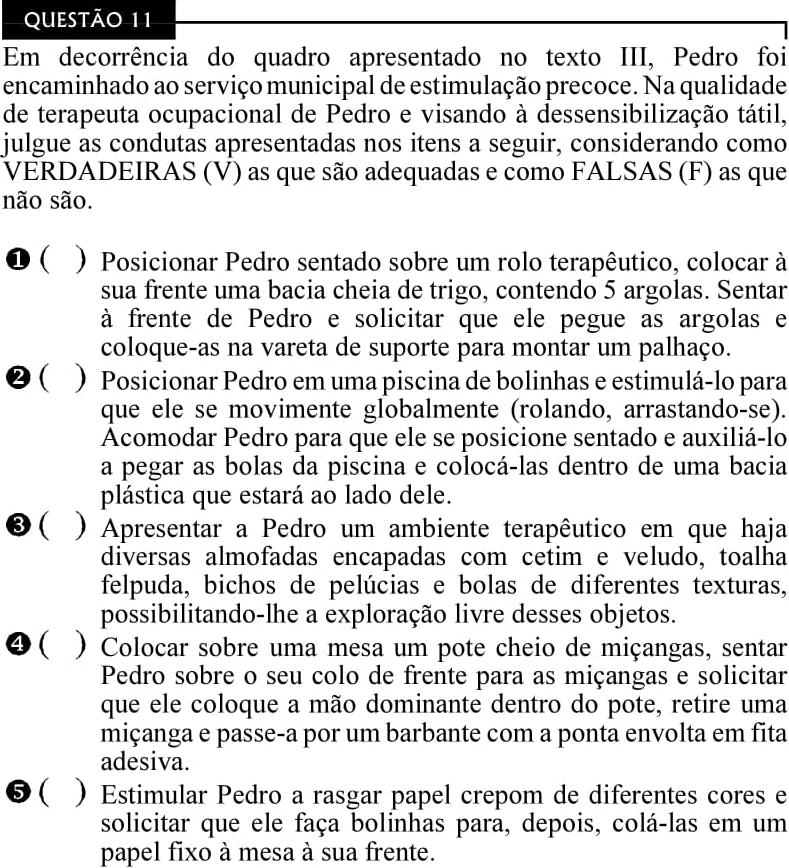 QUESTÃO 11
Em decorrência do quadro apresentado no texto III, Pedro foi
encaminhado ao serviço municipal de estimulação precoce. Na qualidade
de terapeuta ocupacional de Pedro e visando à dessensibilização tátil,
julgue as condutas apresentadas nos itens a seguir, considerando como
VERDADEIRAS (V) as que são adequadas e como FALSAS (F) as que
não são.
❶ ( ) Posicionar Pedro sentado sobre um rolo terapêutico, colocar à
sua frente uma bacia cheia de trigo, contendo 5 argolas. Sentar
à frente de Pedro e solicitar que ele pegue as argolas e
coloque-as na vareta de suporte para montar um palhaço.
❷ ( ) Posicionar Pedro em uma piscina de bolinhas e estimulá-lo para
que ele se movimente globalmente (rolando, arrastando-se).
Acomodar Pedro para que ele se posicione sentado e auxiliá-lo
a pegar as bolas da piscina e colocá-las dentro de uma bacia
plástica que estará ao lado dele.
❸ ( ) Apresentar a Pedro um ambiente terapêutico em que haja
diversas almofadas encapadas com cetim e veludo, toalha
felpuda, bichos de pelúcias e bolas de diferentes texturas,
possibilitando-lhe a exploração livre desses objetos.
❹ ( ) Colocar sobre uma mesa um pote cheio de miçangas, sentar
Pedro sobre o seu colo de frente para as miçangas e solicitar
que ele coloque a mão dominante dentro do pote, retire uma
miçanga e passe-a por um barbante com a ponta envolta em fita
adesiva.
❺ ( ) Estimular Pedro a rasgar papel crepom de diferentes cores e
solicitar que ele faça bolinhas para, depois, colá-las em um
papel fixo à mesa à sua frente.